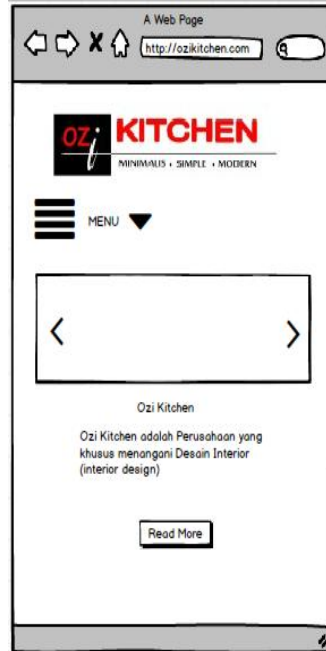 A Web Page
http://ozikitchen.com
OZi KITCHEN
MINIMALIS • SIMPLE • MODERN
MENU
Ozi Kitchen
Ozi Kitchen adalah Perusahaan yang
khusus menangani Desain Interior
(interior design)
Read More